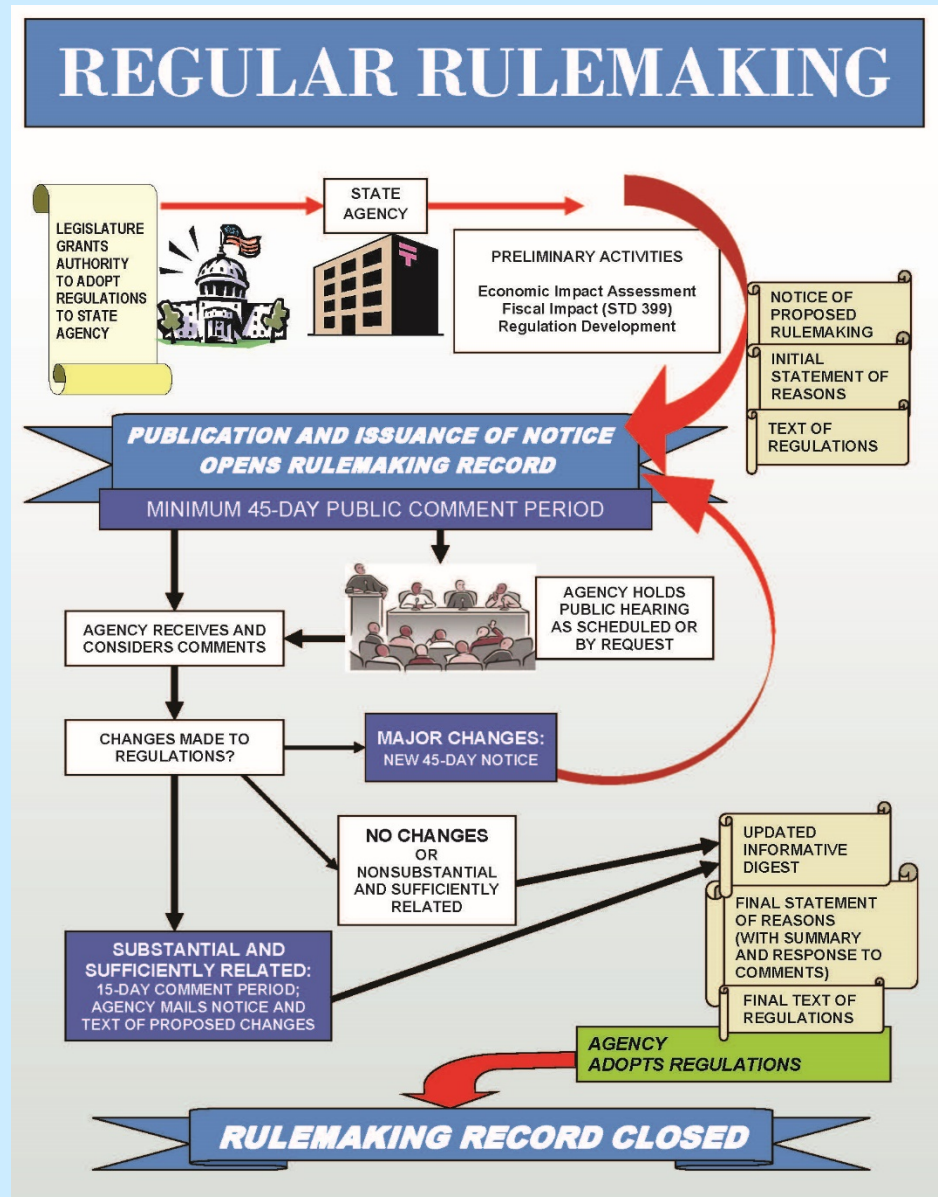 REGULAR RULEMAKING
LEGISLATURE
GRANTS
AUTHORITY
TO ADOPT
REGULATIONS
TO STATE
AGENCY
STATE
AGENCY
PRELIMINARY ACTIVITIES
Economic Impact Assessment
Fiscal Impact (STD 399)
Regulation Development
NOTICE OF
PROPOSED
RULEMAKING
INITIAL
STATEMENT OF
REASONS
TEXT OF
REGULATIONS
PUBLICATION AND ISSUANCE OF NOTICE
OPENS RULEMAKING RECORD
MINIMUM 45-DAY PUBLIC COMMENT PERIOD
AGENCY HOLDS
PUBLIC HEARING
AS SCHEDULED OR
BY REQUEST
AGENCY RECEIVES AND
CONSIDERS COMMENTS
CHANGES MADE TO
REGULATIONS?
MAJOR CHANGES:
NEW 45-DAY NOTICE
NO CHANGES
OR
NONSUBSTANTIAL
AND SUFFICIENTLY
RELATED
SUBSTANTIAL AND
SUFFICIENTLY RELATED:
15-DAY COMMENT PERIOD;
AGENCY MAILS NOTICE AND
TEXT OF PROPOSED CHANGES
UPDATED
INFORMATIVE
DIGEST
FINAL STATEMENT
OF REASONS
(WITH SUMMARY
AND RESPONSE TO
COMMENTS)
FINAL TEXT OF
REGULATIONS
AGENCY
ADOPTS REGULATIONS
RULEMAKING RECORD CLOSED